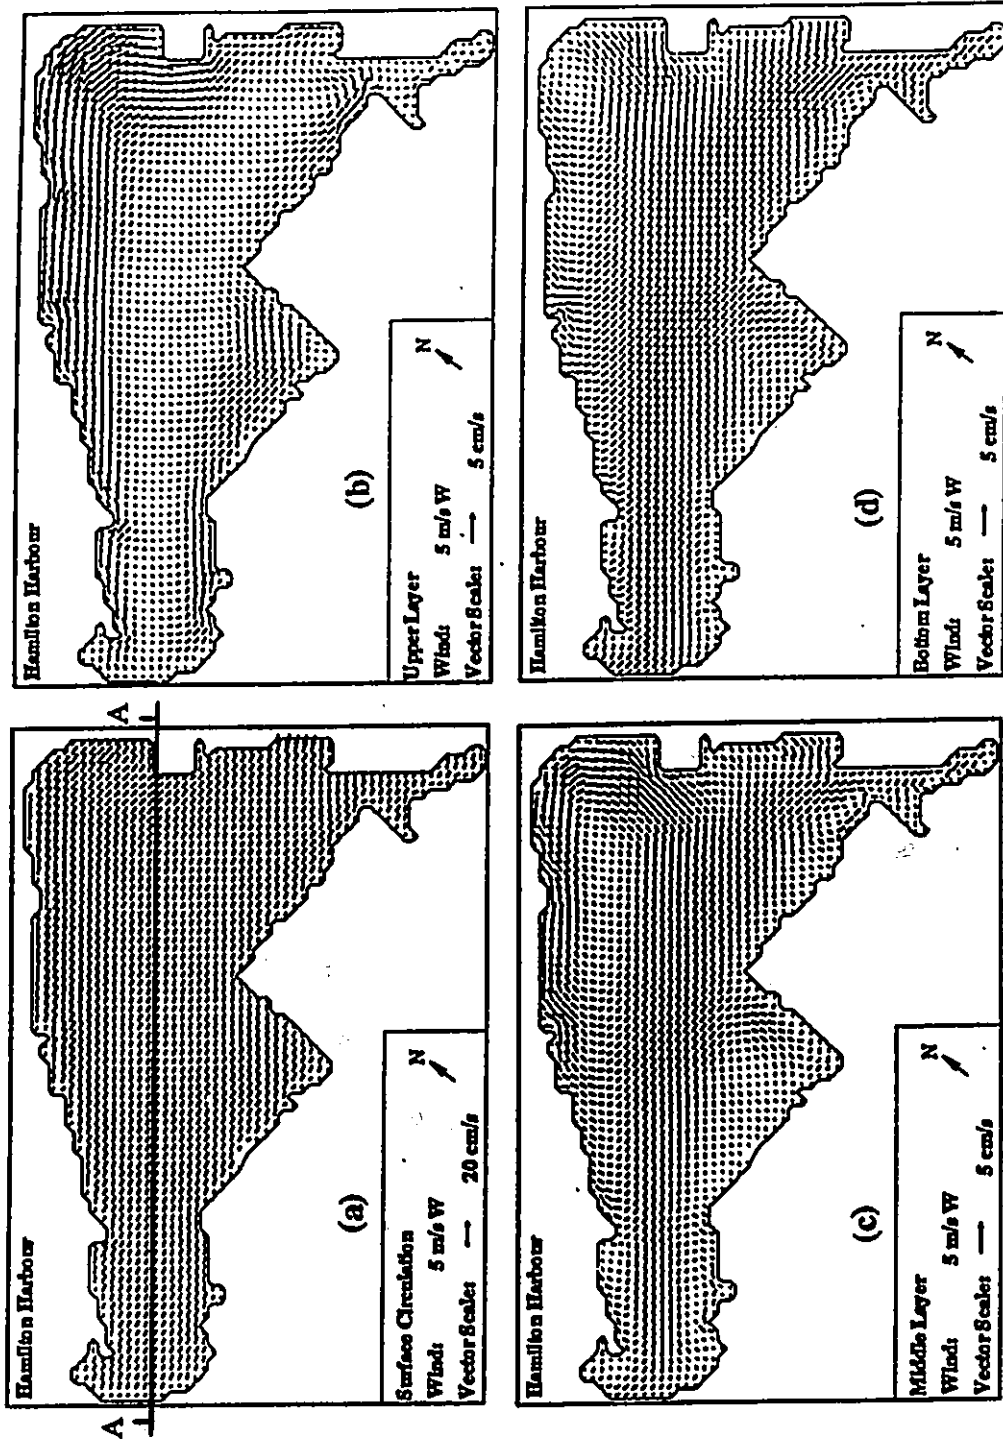 Hamilton Harbour
A
A
(a)
Surface Circulation
Wind: 5 m/s W
N
Vector Scale: 20 cm/s
Hamilton Harbour
(b)
Upper Layer
Wind: 5 m/s W
N
Vector Scale: 5 cm/s
Hamilton Harbour
(c)
Middle Layer
Wind: 5 m/s W
N
Vector Scale: 5 cm/s
Hamilton Harbour
(d)
Bottom Layer
Wind: 5 m/s W
N
Vector Scale: 5 cm/s